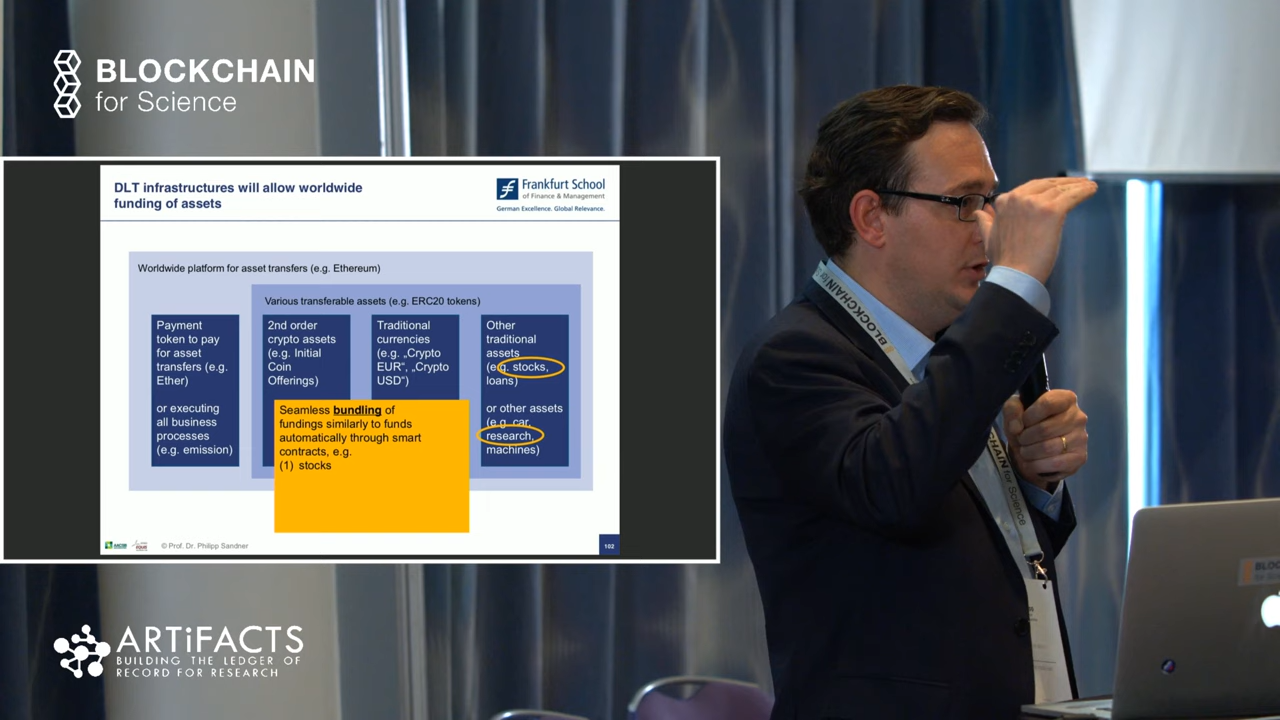 BLOCKCHAIN
for Science
DLT infrastructures will allow worldwide
funding of assets
Frankfurt School
of Finance & Management
German Excellence. Global Relevance.
Worldwide platform for asset transfers (e.g. Ethereum)
Various transferable assets (e.g. ERC20 tokens)
Payment
token to pay
for asset
transfers (e.g.
Ether)
or executing
all business
processes
(e.g. emission)
2nd order
crypto assets
(e.g. Initial
Coin
Offerings)
Traditional
currencies
(e.g. „Crypto
EUR“, „Crypto
USD“)
Other
traditional
assets
(e.g. stocks,
loans)
or other assets
(e.g. car,
research,
machines)
Seamless bundling of
fundings similarly to funds
automatically through smart
contracts, e.g.
(1) stocks
© Prof. Dr. Philipp Sandner
102
ARTiFACTS
BUILDING THE LEDGER OF
RECORD FOR RESEARCH
BLOCKCHAIN
CHAIN for Science